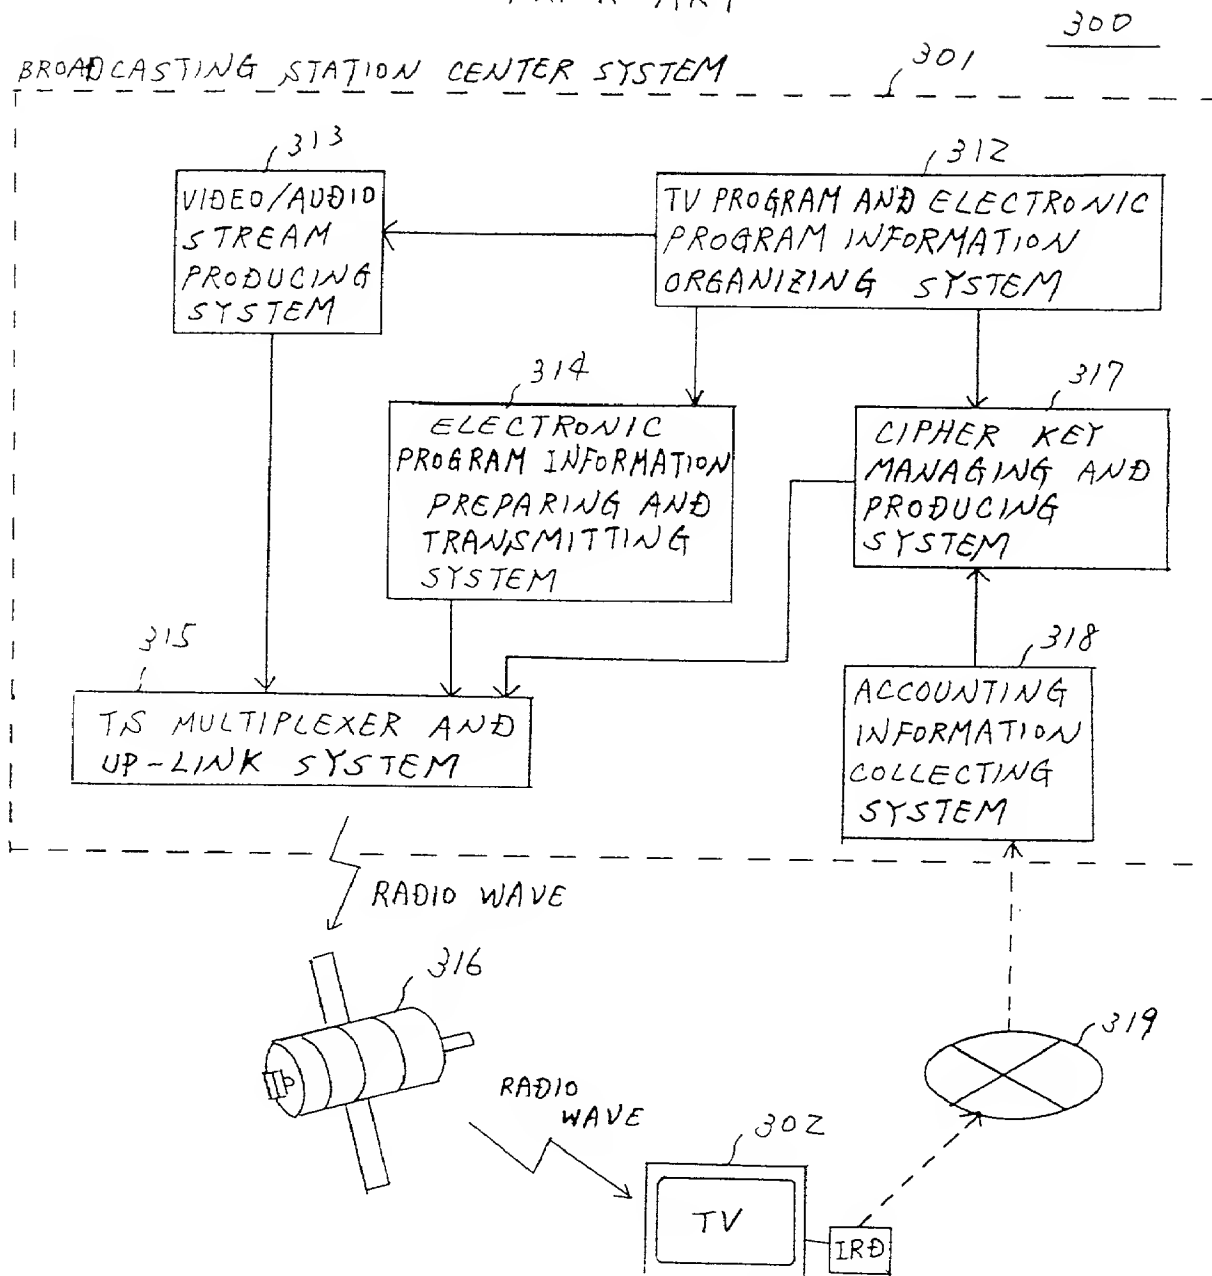 300
BROADCASTING STATION CENTER SYSTEM
301
313
VIDEO/AUDIO
STREAM
PRODUCING
SYSTEM
312
TV PROGRAM AND ELECTRONIC
PROGRAM INFORMATION
ORGANIZING SYSTEM
314
ELECTRONIC
PROGRAM INFORMATION
PREPARING AND
TRANSMITTING
SYSTEM
317
CIPHER KEY
MANAGING AND
PRODUCING
SYSTEM
315
TS MULTIPLEXER AND
UP-LINK SYSTEM
318
ACCOUNTING
INFORMATION
COLLECTING
SYSTEM
RADIO WAVE
316
319
RADIO
WAVE
302
TV
IRD